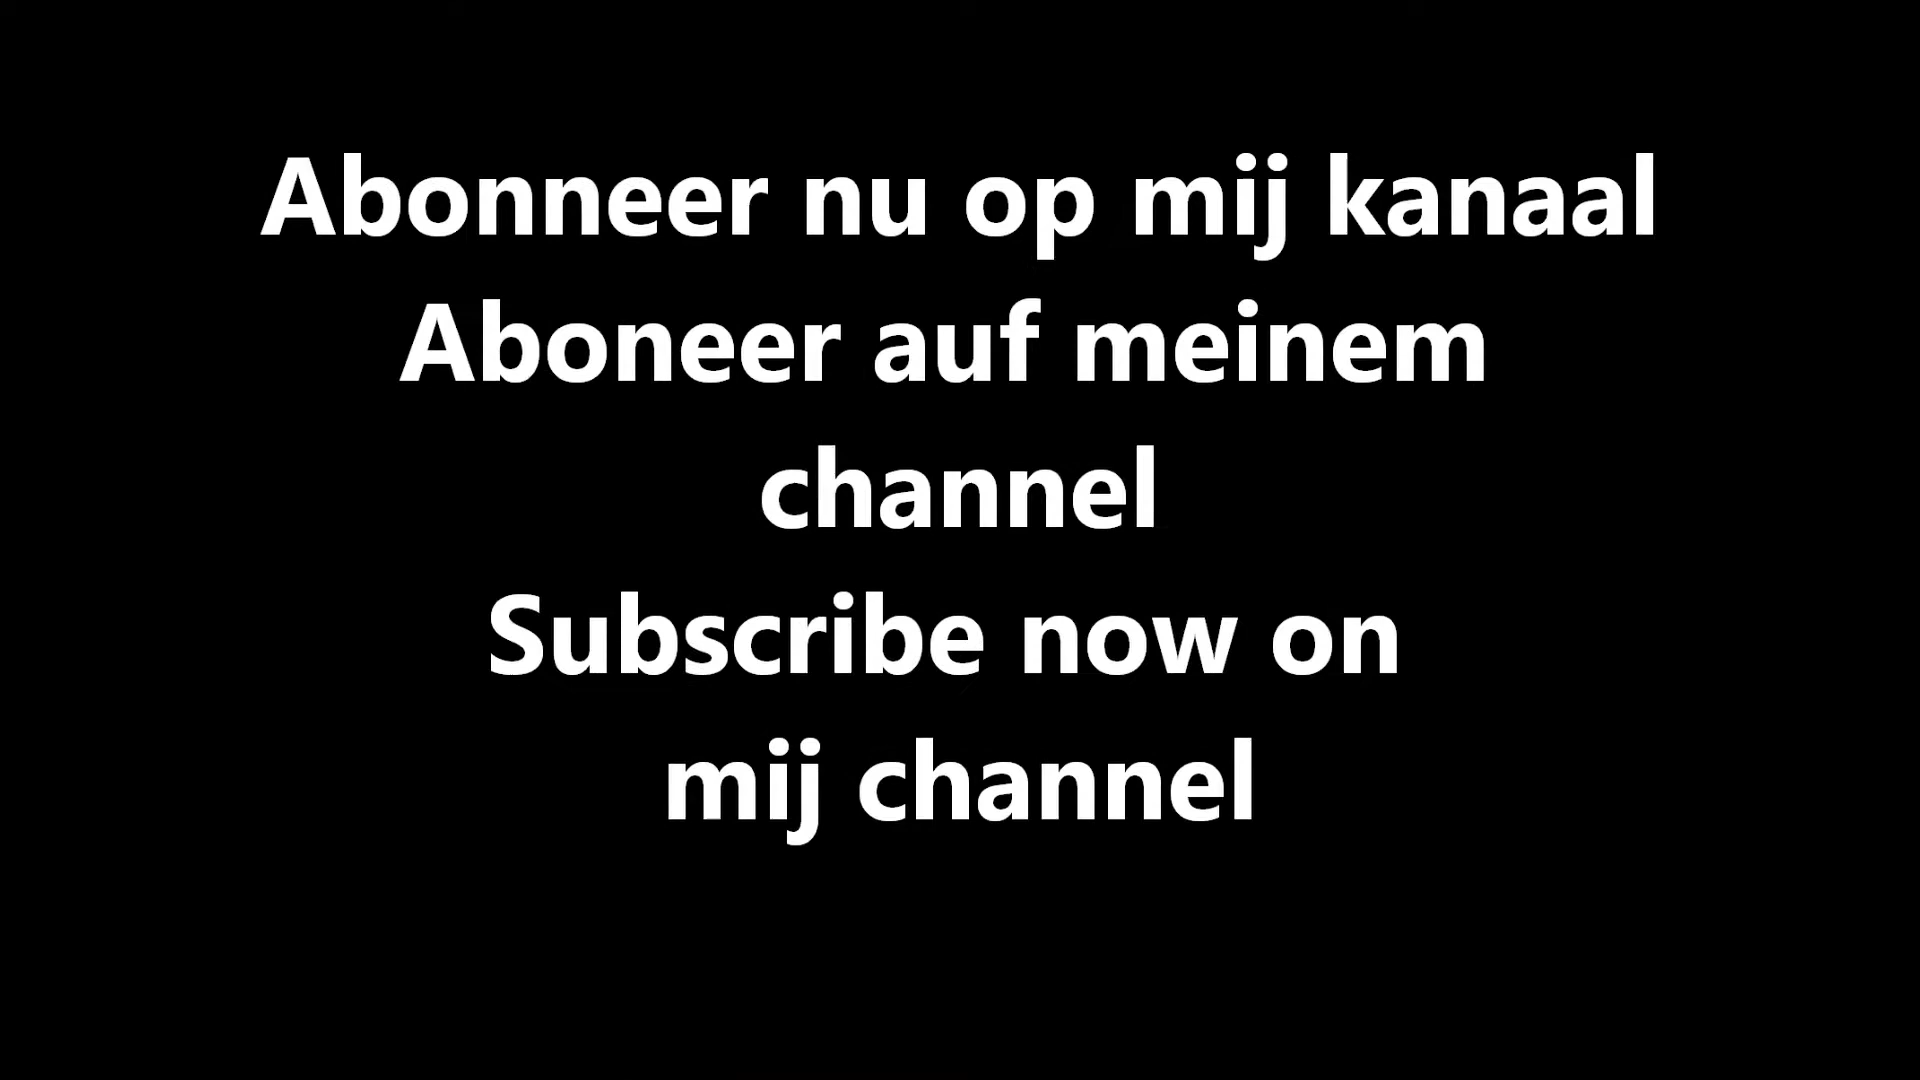 Abonneer nu op mij kanaal
Aboneer auf meinem
channel
Subscribe now on
mij channel